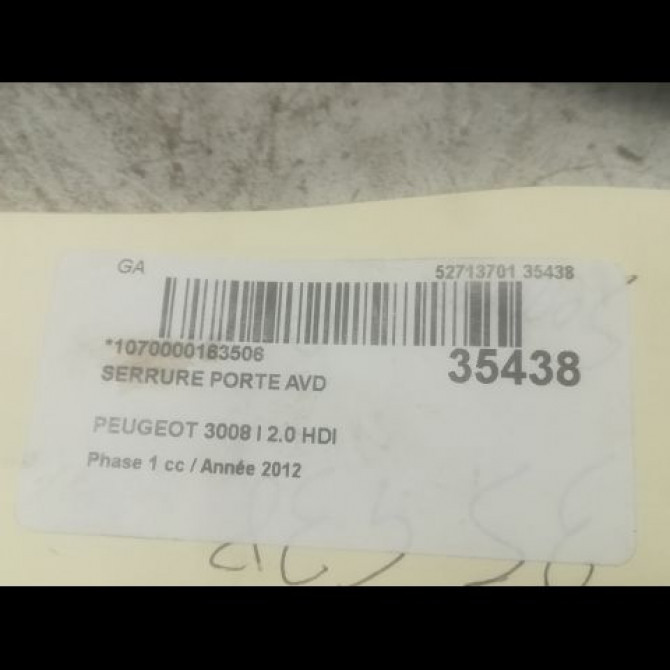 GA
52713701 35438
*1070000163506
35438
SERRURE PORTE AVD
PEUGEOT 3008 I 2.0 HDI
Phase 1 cc / Année 2012